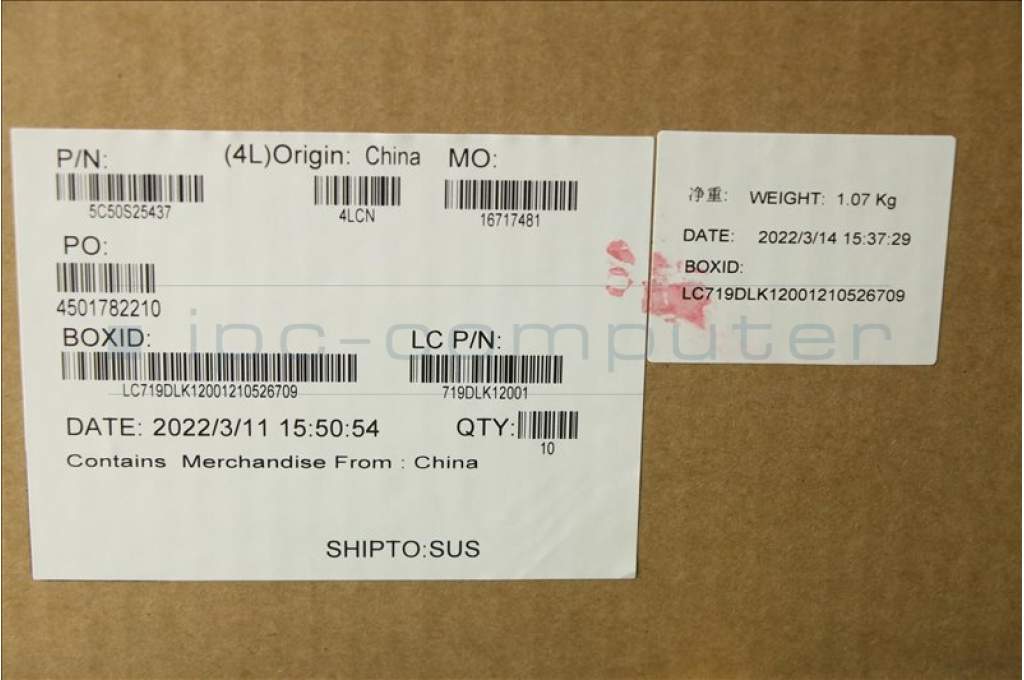 P/N: (4L)Origin: China MO:
5C50S25437 4LCN 16717481
PO:
4501782210
BOXID: LC P/N:
LC719DLK12001210526709 719DLK12001
DATE: 2022/3/11 15:50:54 QTY:
10
Contains Merchandise From : China
SHIPTO:SUS
净重: WEIGHT: 1.07 Kg
DATE: 2022/3/14 15:37:29
BOXID:
LC719DLK12001210526709
ipc-computer